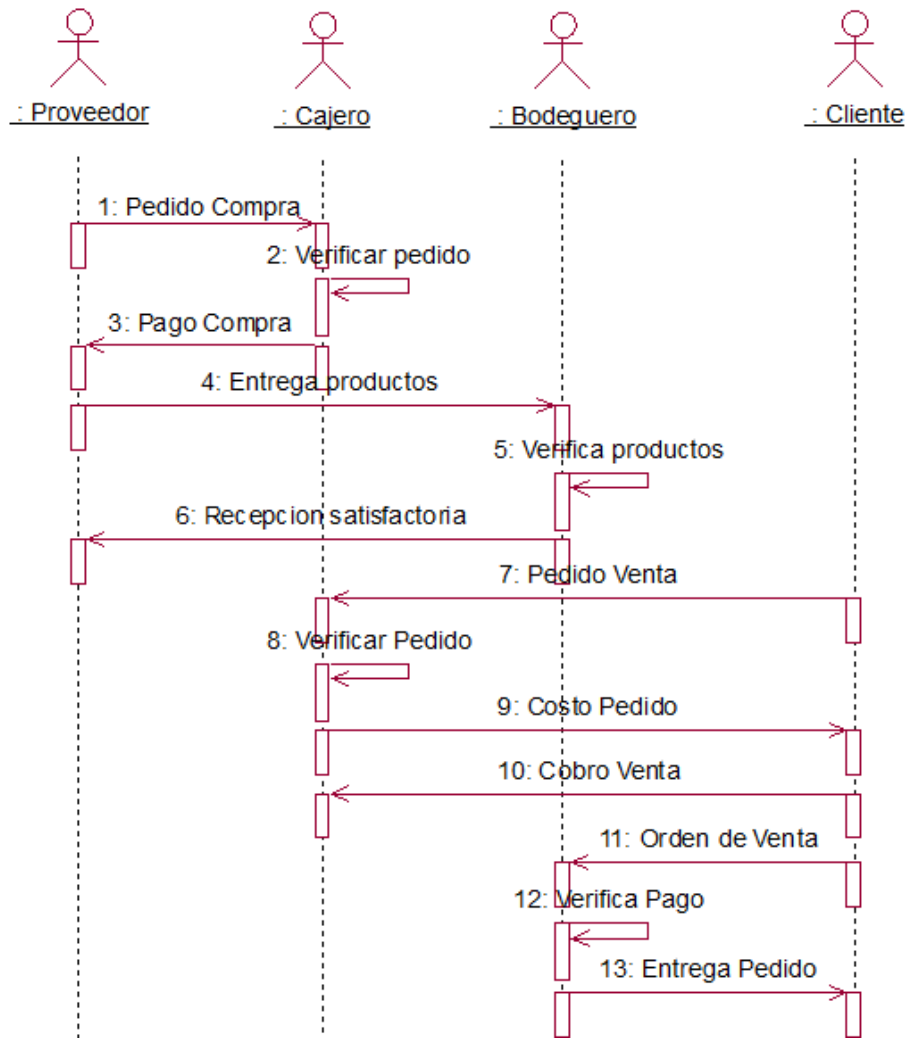 : Proveedor
: Cajero
: Bodeguero
: Cliente
1: Pedido Compra
2: Verificar pedido
3: Pago Compra
4: Entrega productos
5: Verifica productos
6: Recepcion satisfactoria
7: Pedido Venta
8: Verificar Pedido
9: Costo Pedido
10: Cobro Venta
11: Orden de Venta
12: Verifica Pago
13: Entrega Pedido